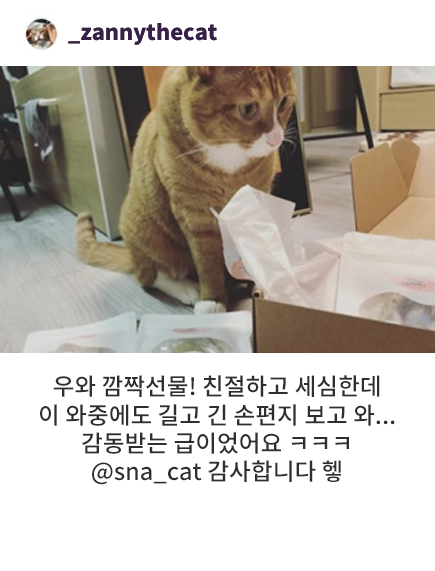 _zannythecat
우와 깜짝선물! 친절하고 세심한데
이 와중에도 길고 긴 손편지 보고 와...
감동받는 급이었어요 ㅋㅋㅋ
@sna_cat 감사합니다 헿